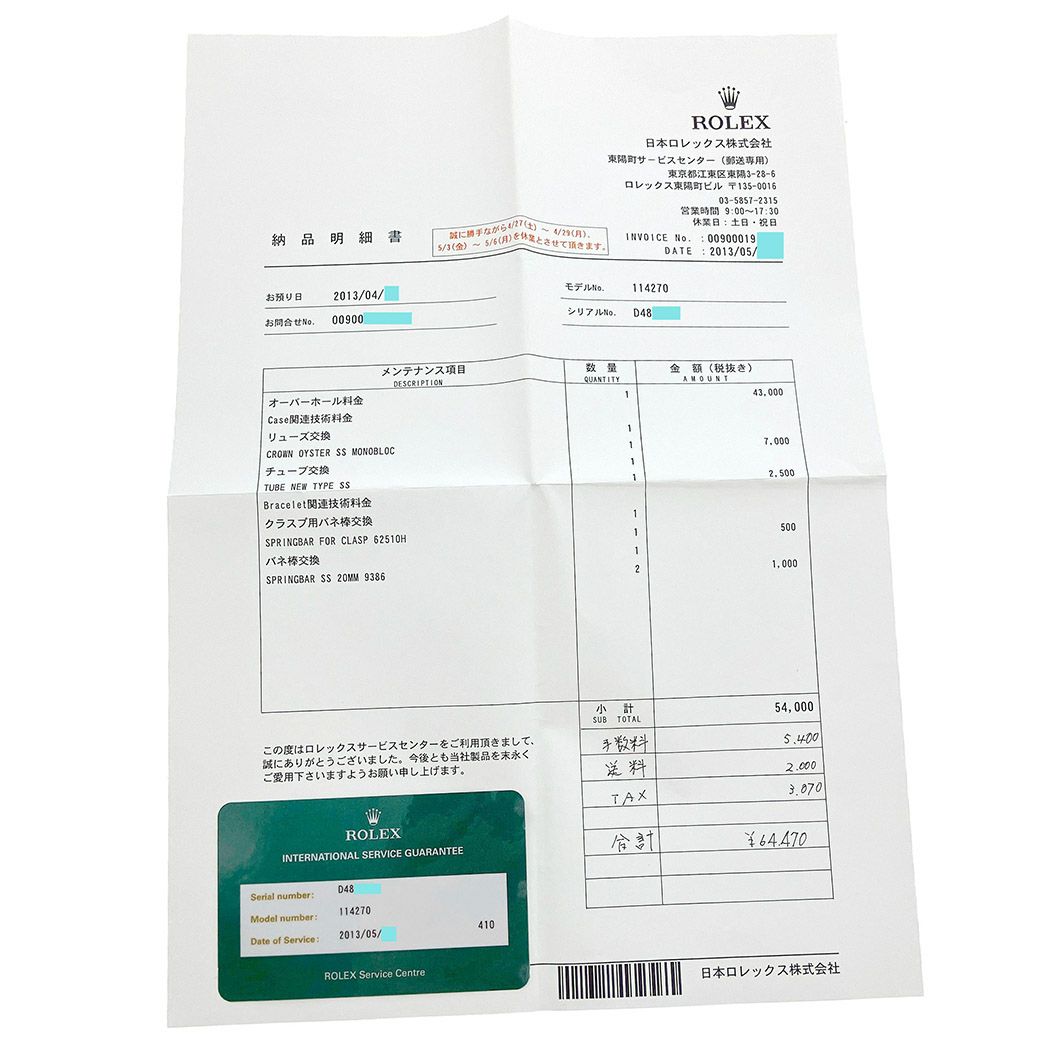 ROLEX
日本ロレックス株式会社
東陽町サービスセンター（郵送専用）
東京都江東区東陽3-28-6
ロレックス東陽町ビル 〒135-0016
03-5857-2315
営業時間 9:00〜17:30
休業日：土日・祝日
納品明細書
誠に勝手ながら4/27(土) 〜 4/29(月)、
5/3(金) 〜 5/6(月)を休業とさせて頂きます。
INVOICE No. :00900019
DATE :2013/05/
お預り日 2013/04/
モデルNo. 114270
お問合せNo. 00900
シリアルNo. D48
メンテナンス項目 数量 金額（税抜き）
DESCRIPTION QUANTITY AMOUNT
オーバーホール料金 1 43,000
Case関連技術料金 1
リューズ交換 1 7,000
CROWN OYSTER SS MONOBLOC 1
チューブ交換 1 2,500
TUBE NEW TYPE SS
Bracelet関連技術料金 1
クラスプ用バネ棒交換 1 500
SPRINGBAR FOR CLASP 62510H 1
バネ棒交換 2 1,000
SPRINGBAR SS 20MM 9386
小計 54,000
SUB TOTAL
手数料 5.400
送料 2.000
TAX 3.070
合計 ¥64.470
この度はロレックスサービスセンターをご利用頂きまして、
誠にありがとうございました。今後とも当社製品を末永く
ご愛用下さいますようお願い申し上げます。
ROLEX
INTERNATIONAL SERVICE GUARANTEE
Serial number: D48
Model number: 114270
Date of Service: 2013/05/ 410
ROLEX Service Centre
日本ロレックス株式会社